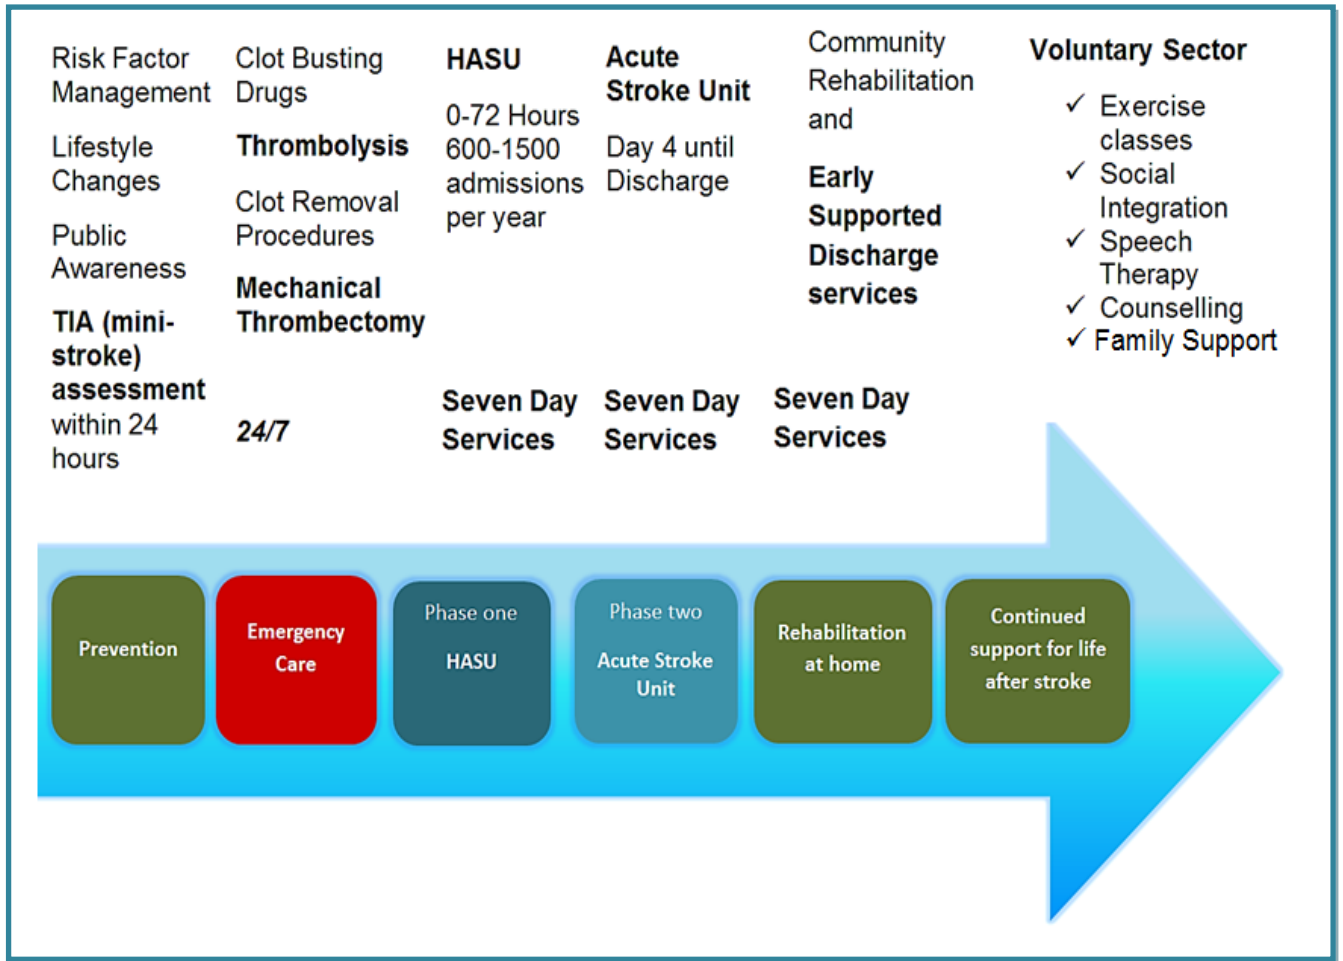 Risk Factor
Management
Lifestyle
Changes
Public
Awareness
TIA (mini-
stroke)
assessment
within 24
hours
Clot Busting
Drugs
Thrombolysis
Clot Removal
Procedures
Mechanical
Thrombectomy
24/7
HASU
0-72 Hours
600-1500
admissions
per year
Seven Day
Services
Acute
Stroke Unit
Day 4 until
Discharge
Seven Day
Services
Community
Rehabilitation
and
Early
Supported
Discharge
services
Seven Day
Services
Voluntary Sector
✓ Exercise
classes
✓ Social
Integration
✓ Speech
Therapy
✓ Counselling
✓ Family Support
Prevention
Emergency
Care
Phase one
HASU
Phase two
Acute Stroke
Unit
Rehabilitation
at home
Continued
support for life
after stroke